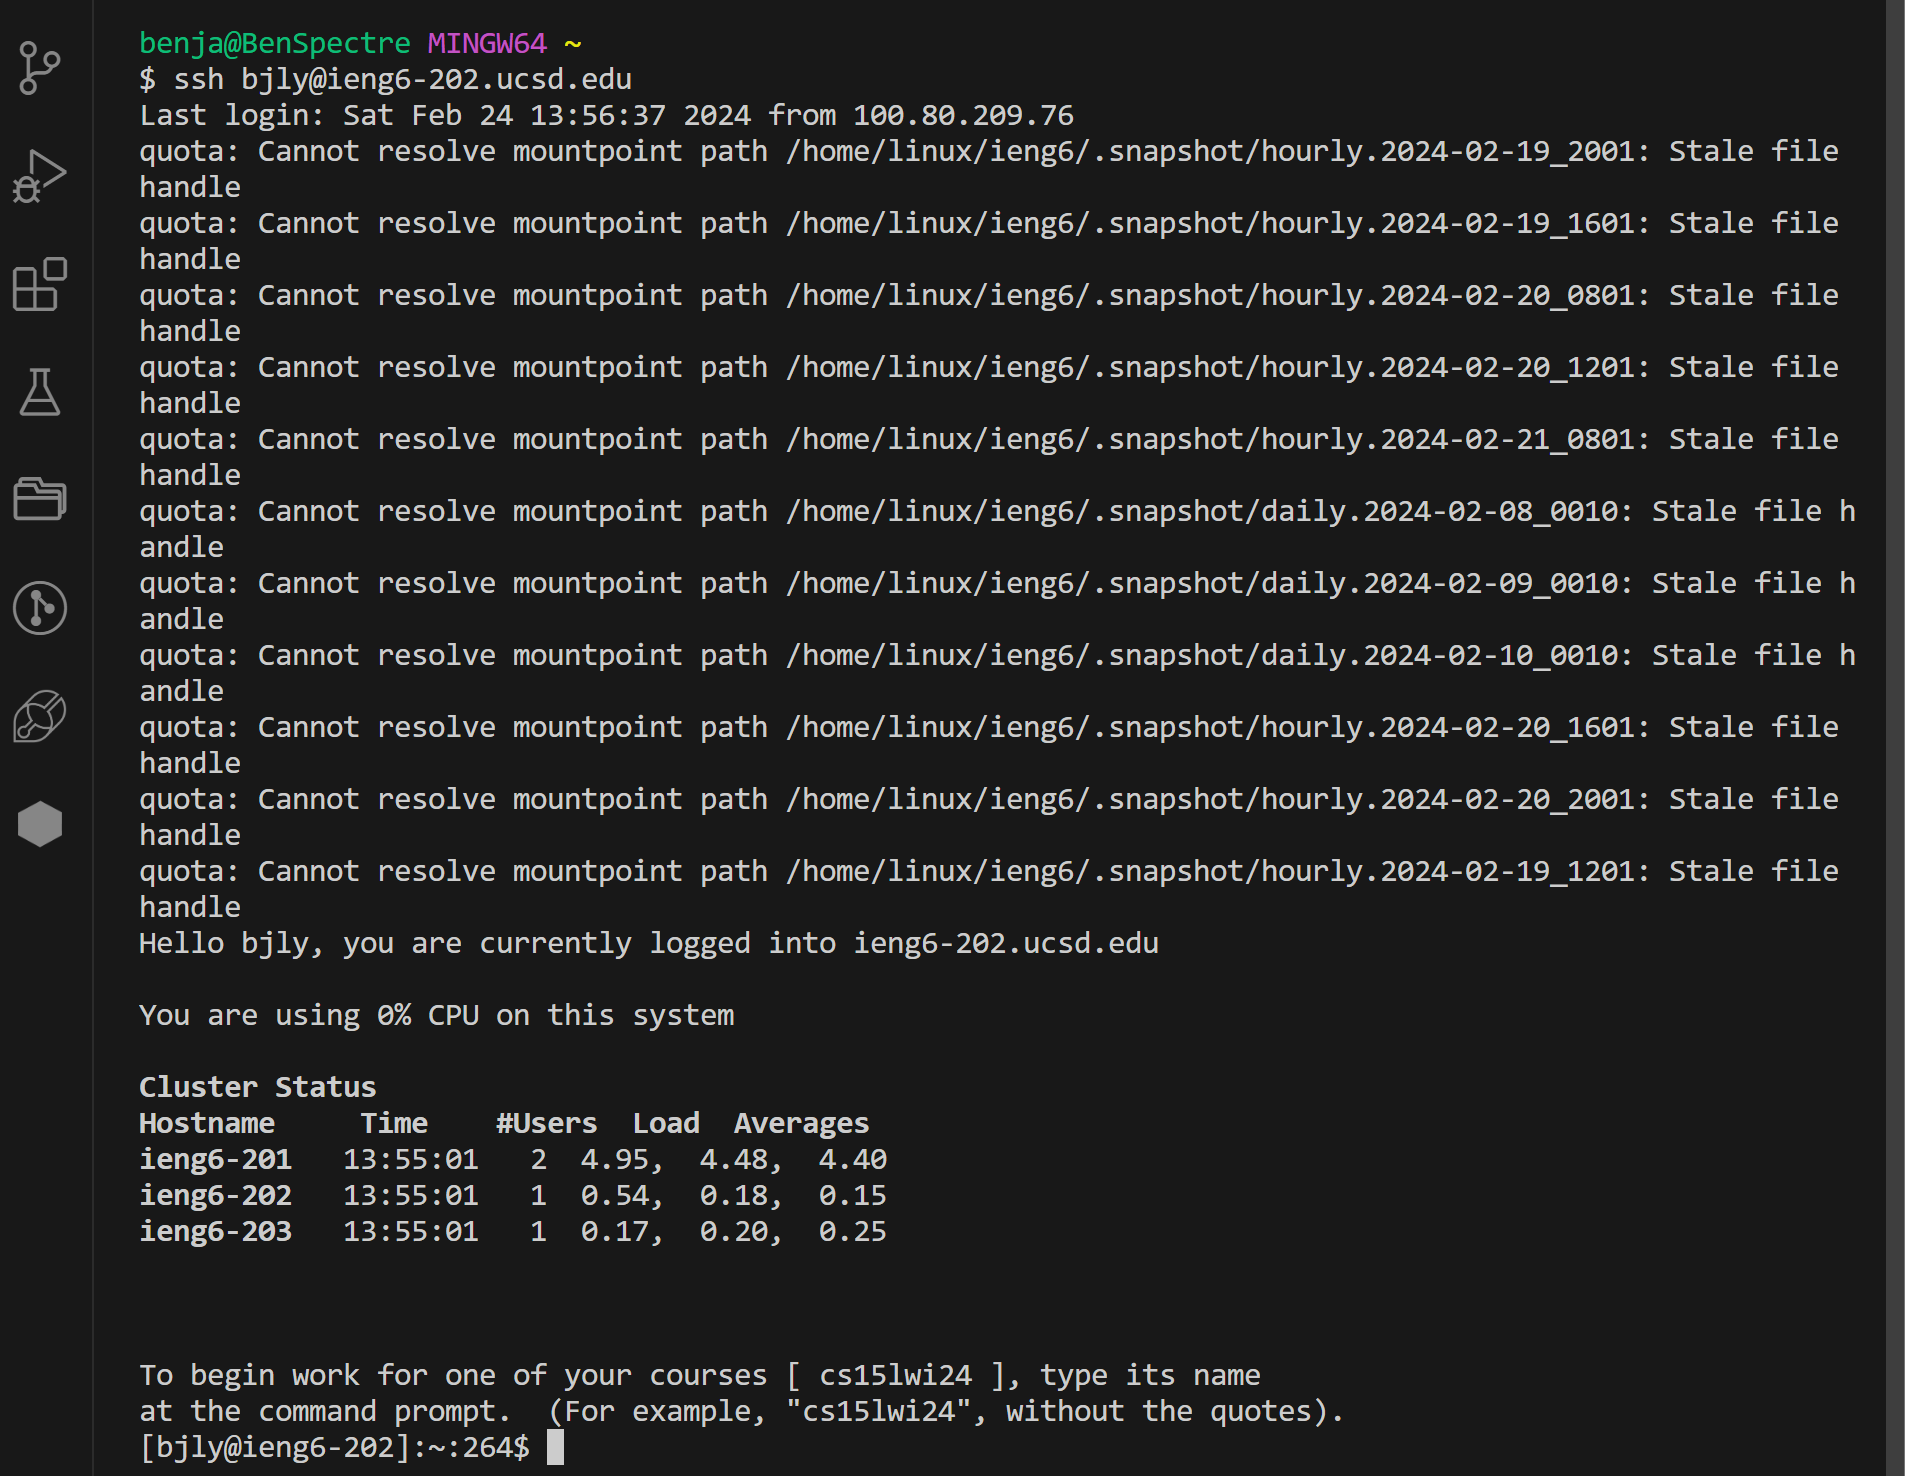 benja@BenSpectre MINGW64 ~
$ ssh bjly@ieng6-202.ucsd.edu
Last login: Sat Feb 24 13:56:37 2024 from 100.80.209.76
quota: Cannot resolve mountpoint path /home/linux/ieng6/.snapshot/hourly.2024-02-19_2001: Stale file
handle
quota: Cannot resolve mountpoint path /home/linux/ieng6/.snapshot/hourly.2024-02-19_1601: Stale file
handle
quota: Cannot resolve mountpoint path /home/linux/ieng6/.snapshot/hourly.2024-02-20_0801: Stale file
handle
quota: Cannot resolve mountpoint path /home/linux/ieng6/.snapshot/hourly.2024-02-20_1201: Stale file
handle
quota: Cannot resolve mountpoint path /home/linux/ieng6/.snapshot/hourly.2024-02-21_0801: Stale file
handle
quota: Cannot resolve mountpoint path /home/linux/ieng6/.snapshot/daily.2024-02-08_0010: Stale file h
andle
quota: Cannot resolve mountpoint path /home/linux/ieng6/.snapshot/daily.2024-02-09_0010: Stale file h
andle
quota: Cannot resolve mountpoint path /home/linux/ieng6/.snapshot/daily.2024-02-10_0010: Stale file h
andle
quota: Cannot resolve mountpoint path /home/linux/ieng6/.snapshot/hourly.2024-02-20_1601: Stale file
handle
quota: Cannot resolve mountpoint path /home/linux/ieng6/.snapshot/hourly.2024-02-20_2001: Stale file
handle
quota: Cannot resolve mountpoint path /home/linux/ieng6/.snapshot/hourly.2024-02-19_1201: Stale file
handle
Hello bjly, you are currently logged into ieng6-202.ucsd.edu

You are using 0% CPU on this system

Cluster Status
Hostname     Time    #Users  Load  Averages
ieng6-201   13:55:01   2  4.95,  4.48,  4.40
ieng6-202   13:55:01   1  0.54,  0.18,  0.15
ieng6-203   13:55:01   1  0.17,  0.20,  0.25

To begin work for one of your courses [ cs15lwi24 ], type its name
at the command prompt.  (For example, "cs15lwi24", without the quotes).
[bjly@ieng6-202]:~:264$